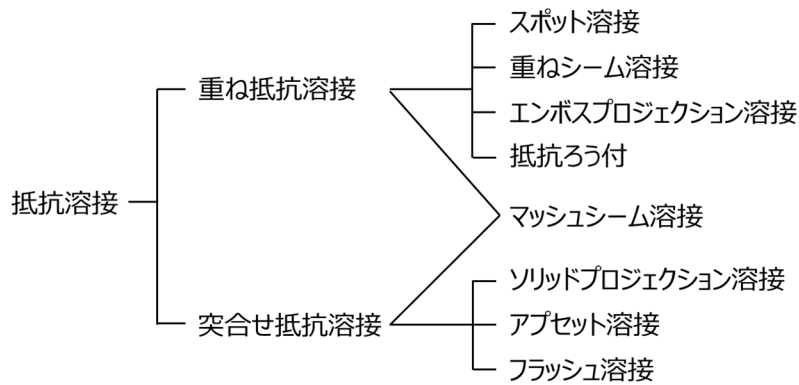 スポット溶接
重ねシーム溶接
重ね抵抗溶接
エンボスプロジェクション溶接
抵抗ろう付
抵抗溶接
マッシュシーム溶接
ソリッドプロジェクション溶接
突合せ抵抗溶接
アプセット溶接
フラッシュ溶接